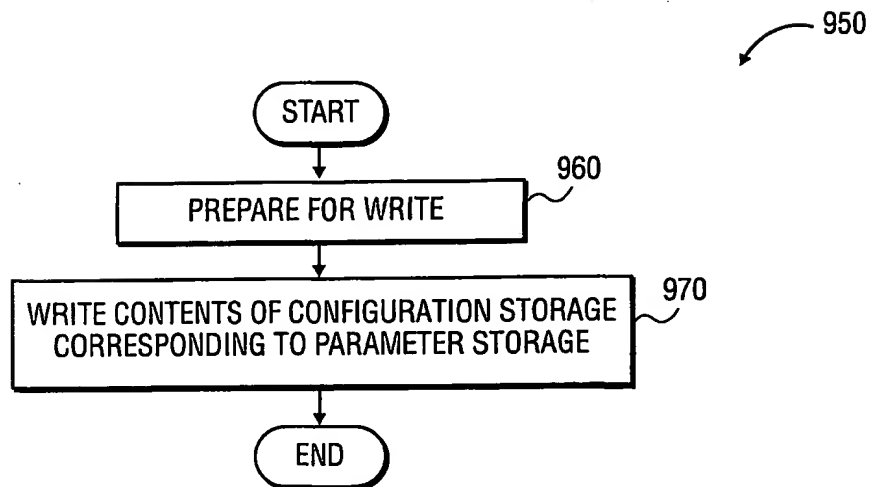 950
START
960
PREPARE FOR WRITE
970
WRITE CONTENTS OF CONFIGURATION STORAGE
CORRESPONDING TO PARAMETER STORAGE
END